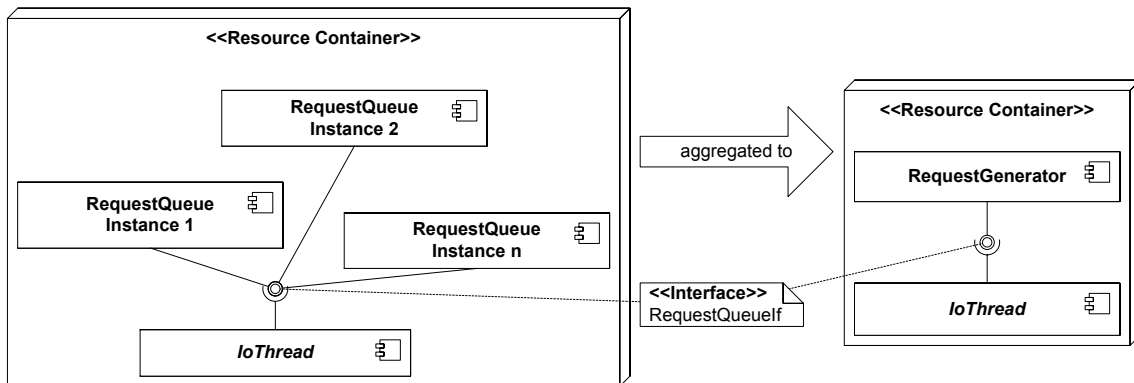 <<Resource Container>>
RequestQueue
Instance 2
RequestQueue
Instance 1
RequestQueue
Instance n
IoThread
aggregated to
<<Interface>>
RequestQueueIf
<<Resource Container>>
RequestGenerator
IoThread